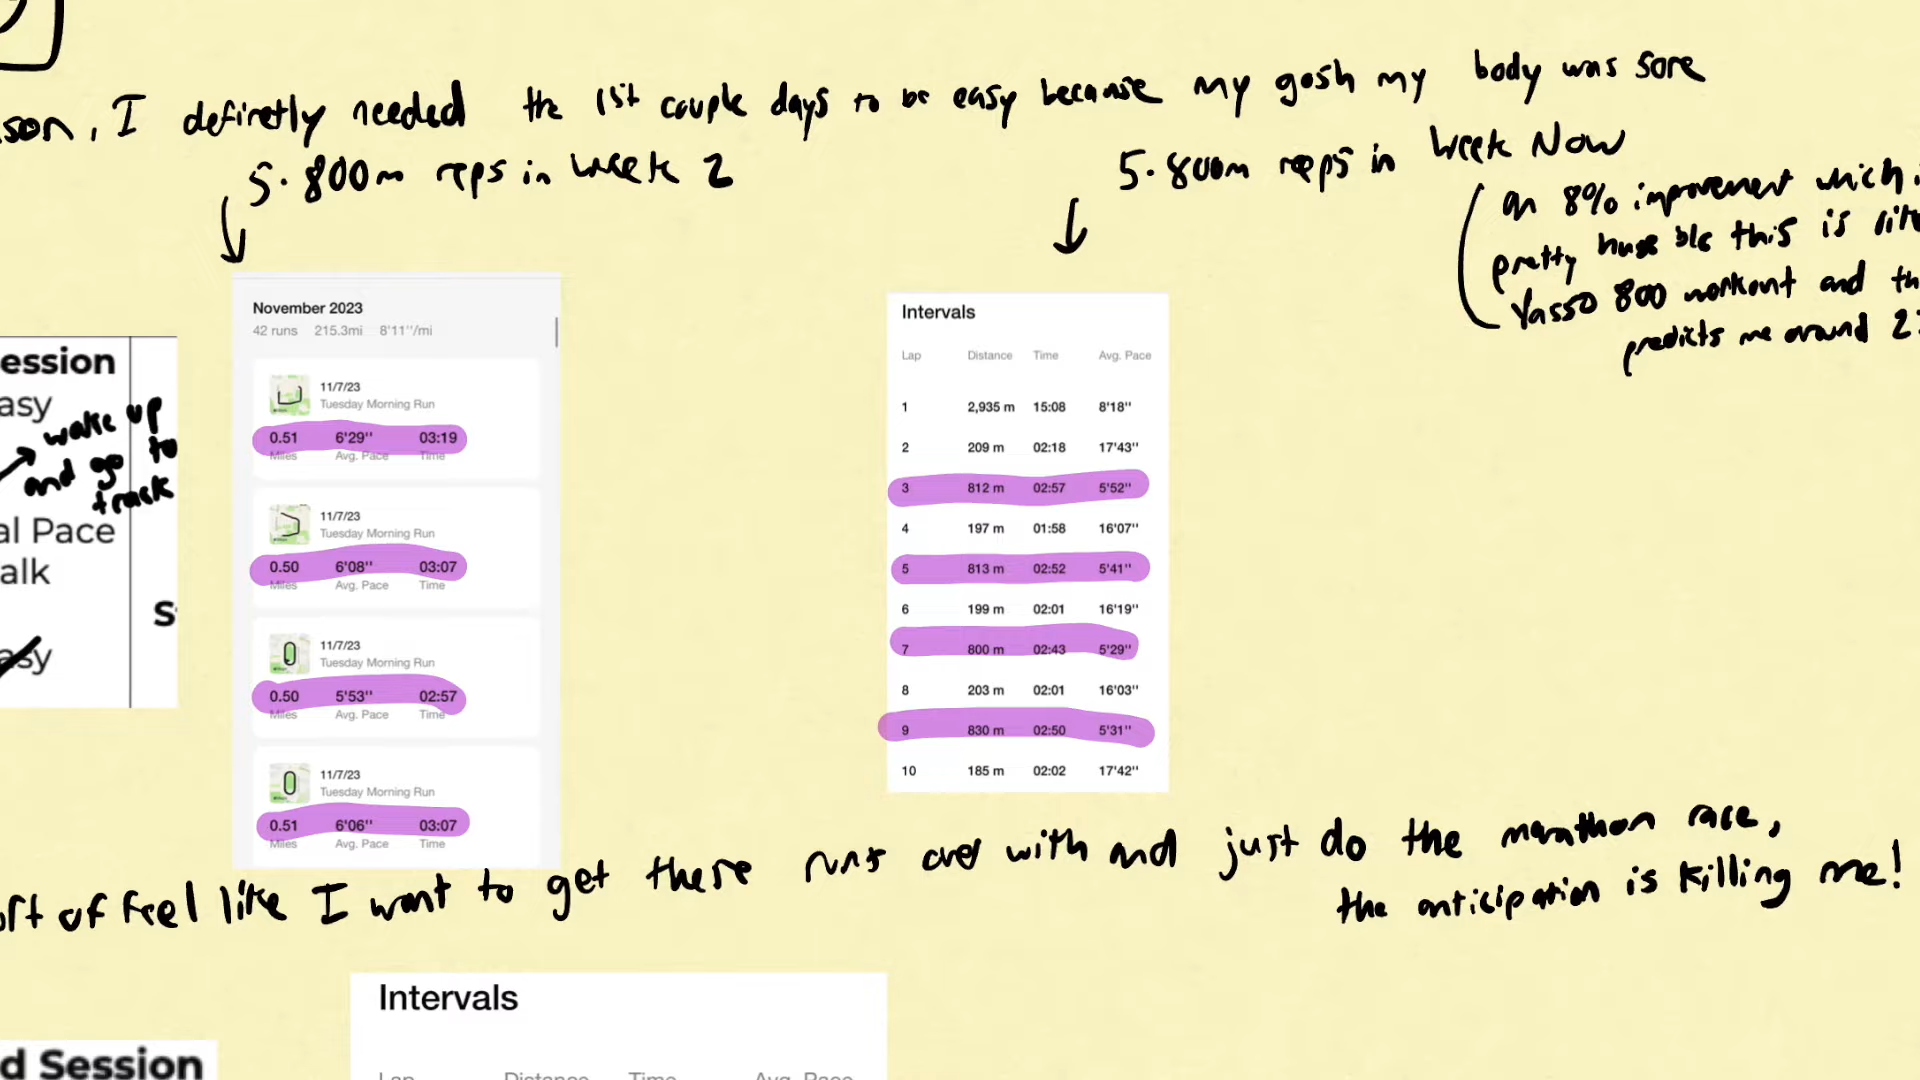 son, I definetly needed the 1st couple days to be easy because my gosh my body was sore
5.800m reps in week 2
5.800m reps in Week Now
an 8% improvement which
pretty huge b/c this is
Yasso 800 workout and
predicts me around
ession
asy
wake up
and go to
track
al Pace
alk
S
asy
November 2023
42 runs 215.3mi 8'11''/mi
11/7/23
Tuesday Morning Run
0.51 6'29'' 03:19
Miles Avg. Pace Time
11/7/23
Tuesday Morning Run
0.50 6'08'' 03:07
Miles Avg. Pace Time
11/7/23
Tuesday Morning Run
0.50 5'53'' 02:57
Miles Avg. Pace Time
11/7/23
Tuesday Morning Run
0.51 6'06'' 03:07
Miles Avg. Pace Time
Intervals
Lap Distance Time Avg. Pace
1 2,935 m 15:08 8'18''
2 209 m 02:18 17'43''
3 812 m 02:57 5'52''
4 197 m 01:58 16'07''
5 813 m 02:52 5'41''
6 199 m 02:01 16'19''
7 800 m 02:43 5'29''
8 203 m 02:01 16'03''
9 830 m 02:50 5'31''
10 185 m 02:02 17'42''
ort of feel like I want to get these runs over with and just do the marathon race,
the anticipation is killing me!
Intervals
Lap Distance Time Avg. Pace
d Session